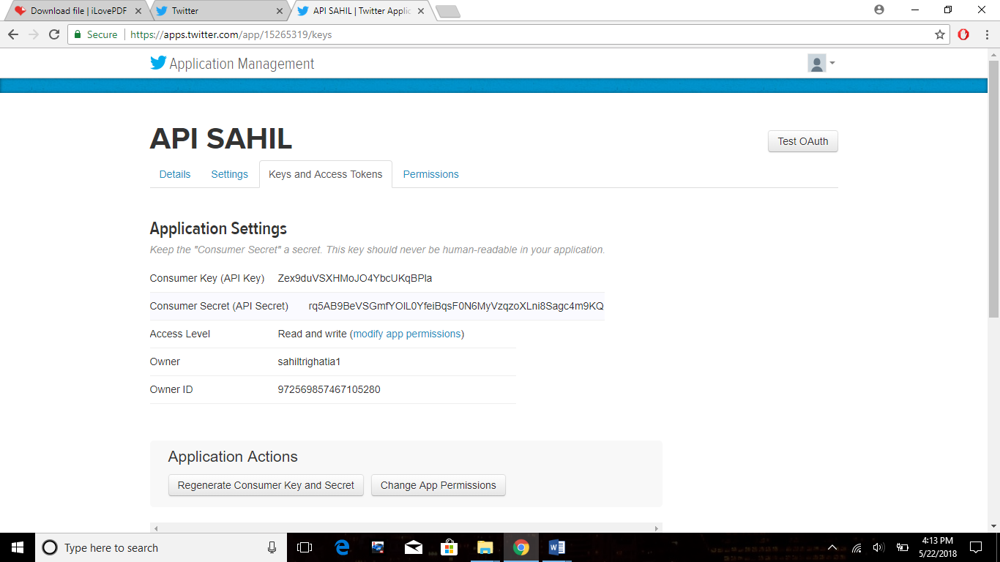 Download file | iLovePDF
Twitter
API SAHIL | Twitter Applic
Secure
https://apps.twitter.com/app/15265319/keys
Application Management
API SAHIL
Test OAuth
Details
Settings
Keys and Access Tokens
Permissions
Application Settings
Keep the "Consumer Secret" a secret. This key should never be human-readable in your application.
Consumer Key (API Key) Zex9duVSXHMoJO4YbcUKqBPla
Consumer Secret (API Secret) rq5AB9BeVSGmfYOIL0YfeiBqsF0N6MyVzqzoXLni8Sagc4m9KQ
Access Level Read and write (modify app permissions)
Owner sahiltrighatia1
Owner ID 972569857467105280
Application Actions
Regenerate Consumer Key and Secret
Change App Permissions
Type here to search
4:13 PM
5/22/2018